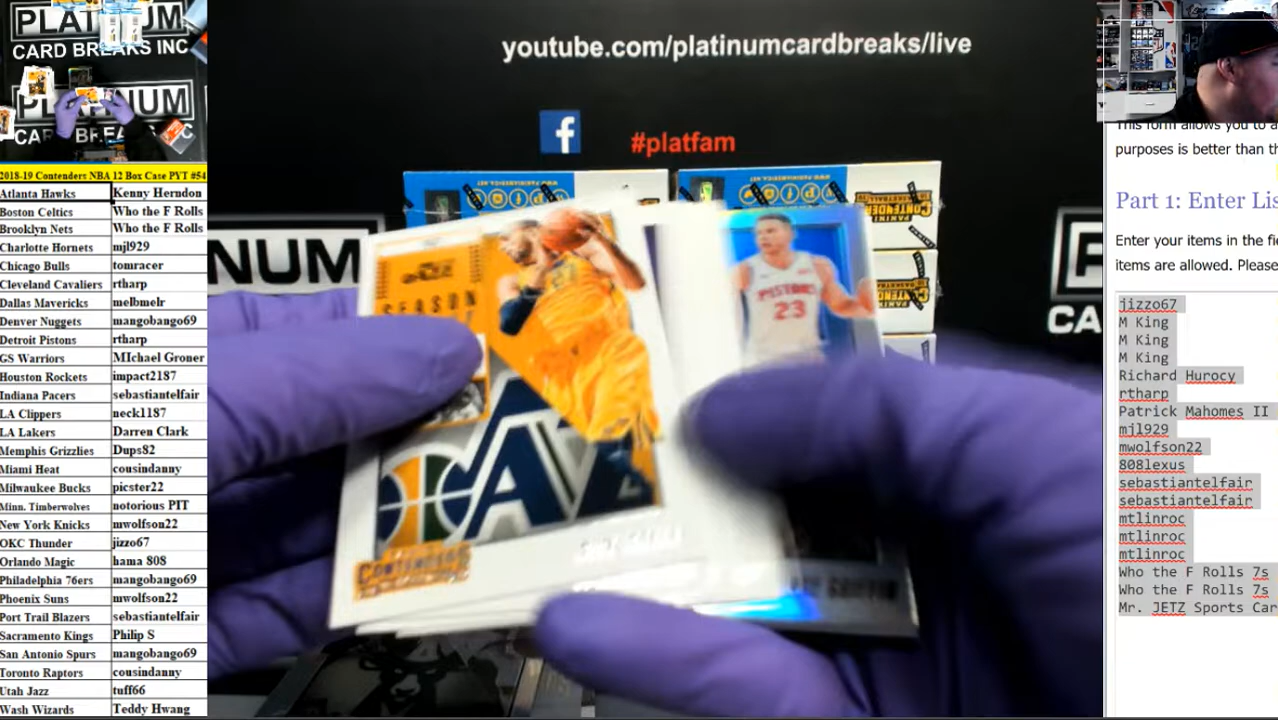 PLATINUM
CARD BREAKS INC
PLATINUM
CARD BREAKS INC
2018-19 Contenders NBA 12 Box Case PYT #54
Atlanta Hawks Kenny Herndon
Boston Celtics Who the F Rolls
Brooklyn Nets Who the F Rolls
Charlotte Hornets mjl929
Chicago Bulls tomracer
Cleveland Cavaliers rtharp
Dallas Mavericks melbmelr
Denver Nuggets mangobango69
Detroit Pistons rtharp
GS Warriors MIchael Groner
Houston Rockets impact2187
Indiana Pacers sebastiantelfair
LA Clippers neck1187
LA Lakers Darren Clark
Memphis Grizzlies Dups82
Miami Heat cousindanny
Milwaukee Bucks picster22
Minn. Timberwolves notorious PIT
New York Knicks mwolfson22
OKC Thunder jizzo67
Orlando Magic hama 808
Philadelphia 76ers mangobango69
Phoenix Suns mwolfson22
Port Trail Blazers sebastiantelfair
Sacramento Kings Philip S
San Antonio Spurs mangobango69
Toronto Raptors cousindanny
Utah Jazz tuff66
Wash Wizards Teddy Hwang
youtube.com/platinumcardbreaks/live
f
#platfam
NUM
P
CA
CONTENDERS
SEASON
PISTONS
23
CONTENDERS
This form allows you to a
purposes is better than th
Part 1: Enter Lis
Enter your items in the fie
items are allowed. Please
jizzo67
M King
M King
M King
Richard Hurocy
rtharp
Patrick Mahomes II
mjl929
mwolfson22
808lexus
sebastiantelfair
sebastiantelfair
mtlinroc
mtlinroc
mtlinroc
Who the F Rolls 7s
Who the F Rolls 7s
Mr. JETZ Sports Car